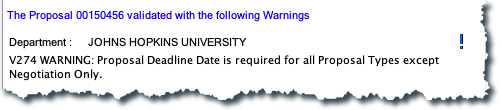 The Proposal 00150456 validated with the following Warnings
Department : JOHNS HOPKINS UNIVERSITY !
V274 WARNING: Proposal Deadline Date is required for all Proposal Types except
Negotiation Only.